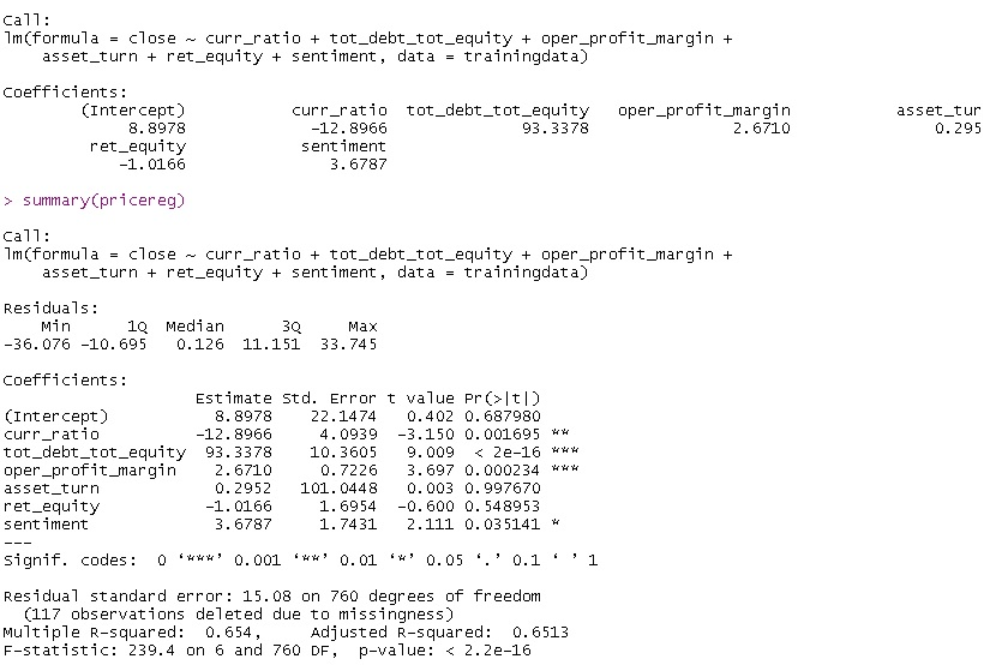 Call:
lm(formula = close ~ curr_ratio + tot_debt_tot_equity + oper_profit_margin +
    asset_turn + ret_equity + sentiment, data = trainingdata)

Coefficients:
        (Intercept)           curr_ratio  tot_debt_tot_equity   oper_profit_margin           asset_tur
             8.8978             -12.8966              93.3378               2.6710               0.295
         ret_equity            sentiment
            -1.0166               3.6787

> summary(pricereg)

Call:
lm(formula = close ~ curr_ratio + tot_debt_tot_equity + oper_profit_margin +
    asset_turn + ret_equity + sentiment, data = trainingdata)

Residuals:
    Min      1Q  Median      3Q     Max
-36.076 -10.695   0.126  11.151  33.745

Coefficients:
                    Estimate Std. Error t value Pr(>|t|)
(Intercept)           8.8978    22.1474   0.402 0.687980
curr_ratio          -12.8966     4.0939  -3.150 0.001695 **
tot_debt_tot_equity  93.3378    10.3605   9.009  < 2e-16 ***
oper_profit_margin    2.6710     0.7226   3.697 0.000234 ***
asset_turn            0.2952   101.0448   0.003 0.997670
ret_equity           -1.0166     1.6954  -0.600 0.548953
sentiment             3.6787     1.7431   2.111 0.035141 *
---
Signif. codes:  0 ‘***’ 0.001 ‘**’ 0.01 ‘*’ 0.05 ‘.’ 0.1 ‘ ’ 1

Residual standard error: 15.08 on 760 degrees of freedom
  (117 observations deleted due to missingness)
Multiple R-squared:  0.654,     Adjusted R-squared:  0.6513
F-statistic: 239.4 on 6 and 760 DF,  p-value: < 2.2e-16